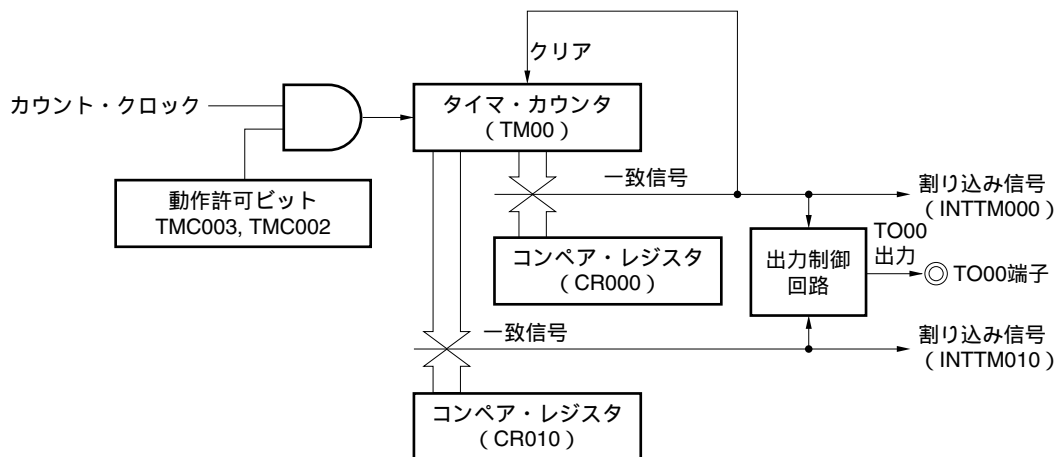 クリア
カウント・クロック
タイマ・カウンタ
（TM00）
動作許可ビット
TMC003, TMC002
一致信号
割り込み信号
（INTTM000）
コンペア・レジスタ
（CR000）
出力制御
回路
TO00
出力
TO00端子
一致信号
割り込み信号
（INTTM010）
コンペア・レジスタ
（CR010）